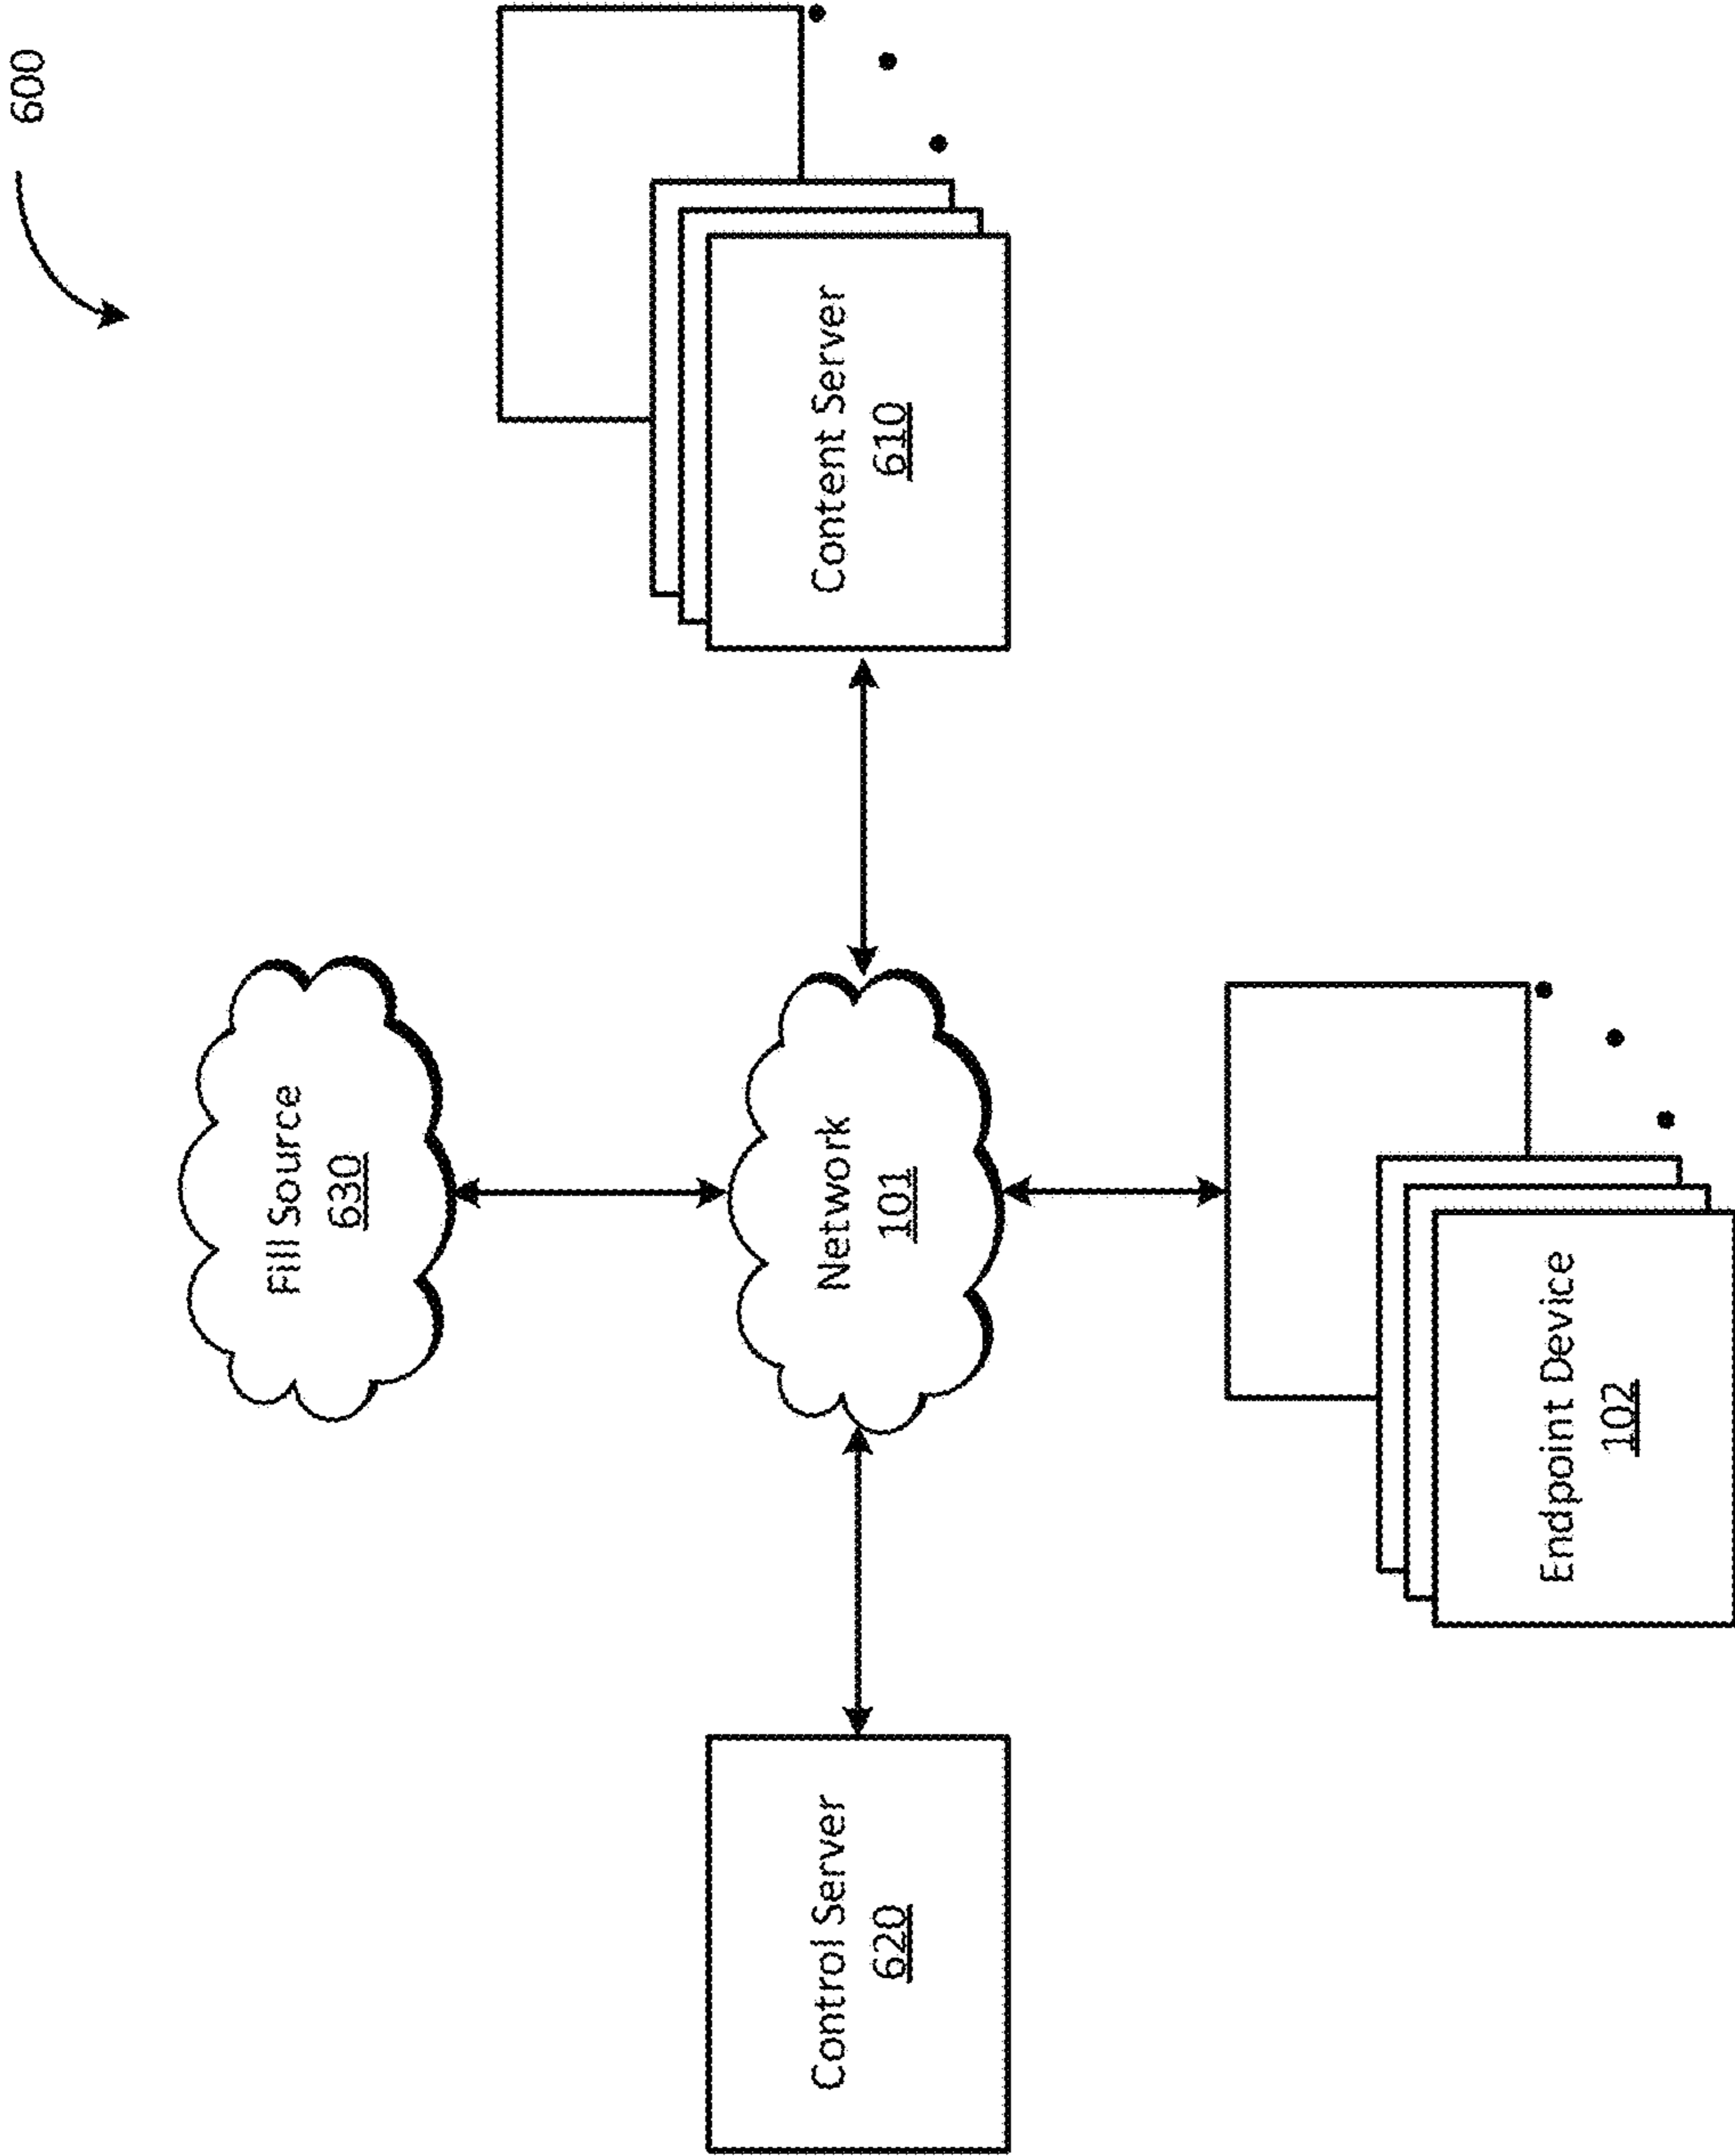 600
Fill Source
630
Control Server
620
Network
101
Content Server
610
Endpoint Device
102